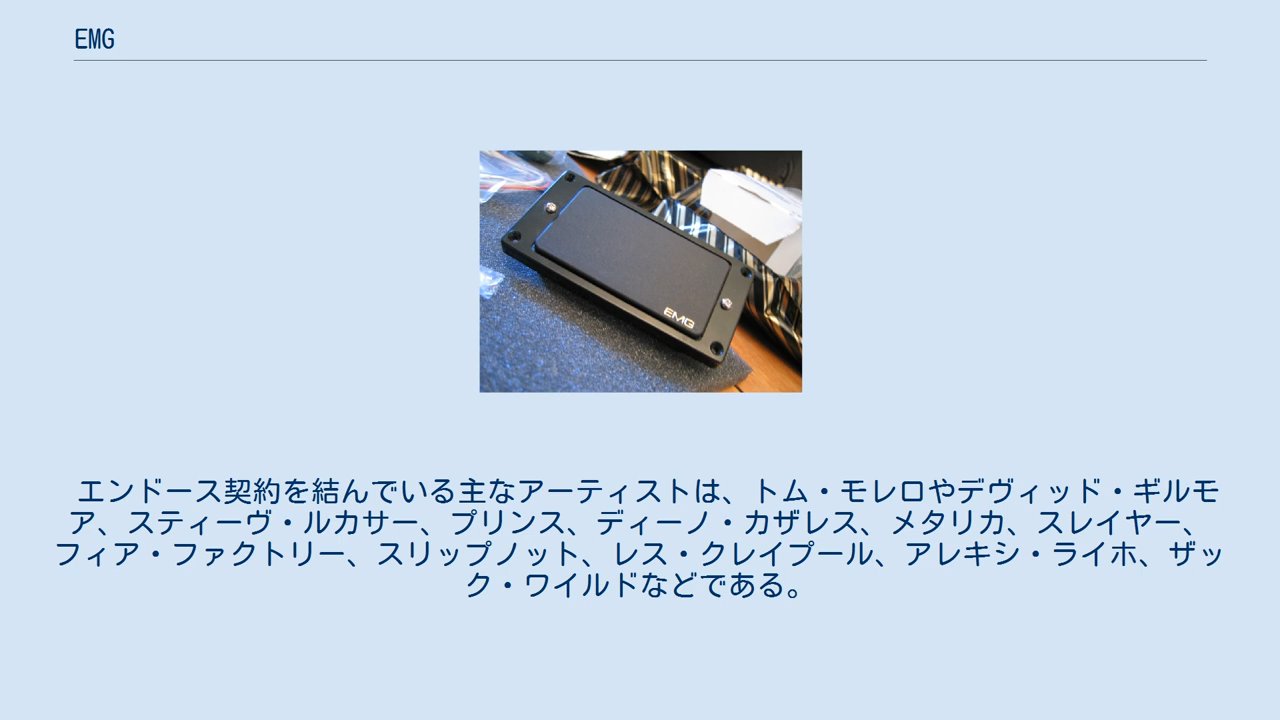 EMG
EMG
エンドース契約を結んでいる主なアーティストは、トム・モレロやデヴィッド・ギルモ
ア、スティーヴ・ルカサー、プリンス、ディーノ・カザレス、メタリカ、スレイヤー、
フィア・ファクトリー、スリップノット、レス・クレイプール、アレキシ・ライホ、ザッ
ク・ワイルドなどである。